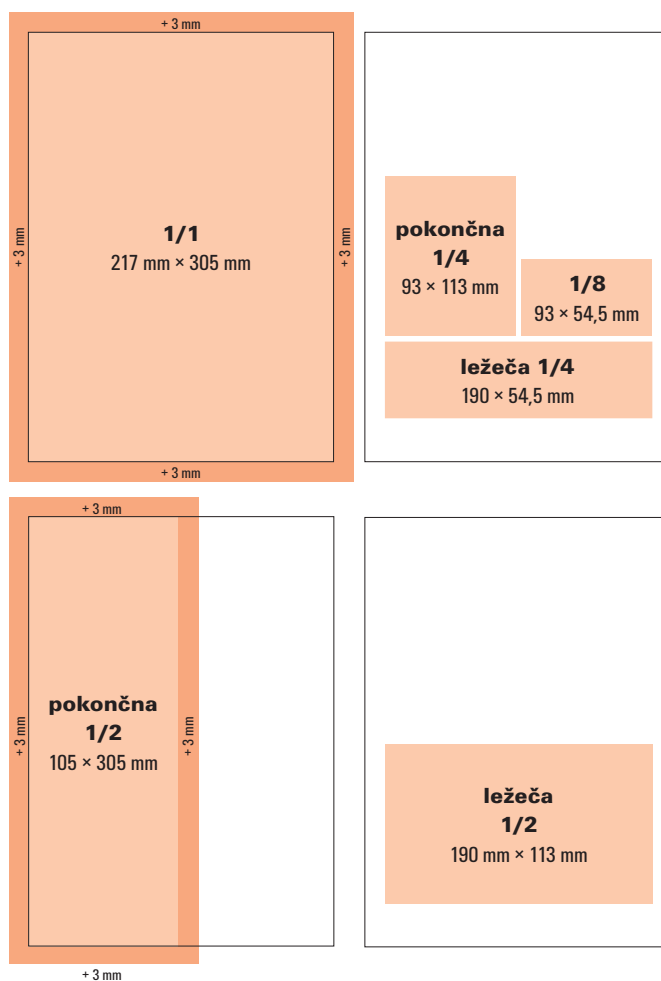 + 3 mm
+ 3 mm
1/1
217 mm × 305 mm
+ 3 mm
+ 3 mm
pokončna
1/4
93 × 113 mm
1/8
93 × 54,5 mm
ležeča 1/4
190 × 54,5 mm
+ 3 mm
+ 3 mm
pokončna
1/2
105 × 305 mm
+ 3 mm
+ 3 mm
ležeča
1/2
190 mm × 113 mm